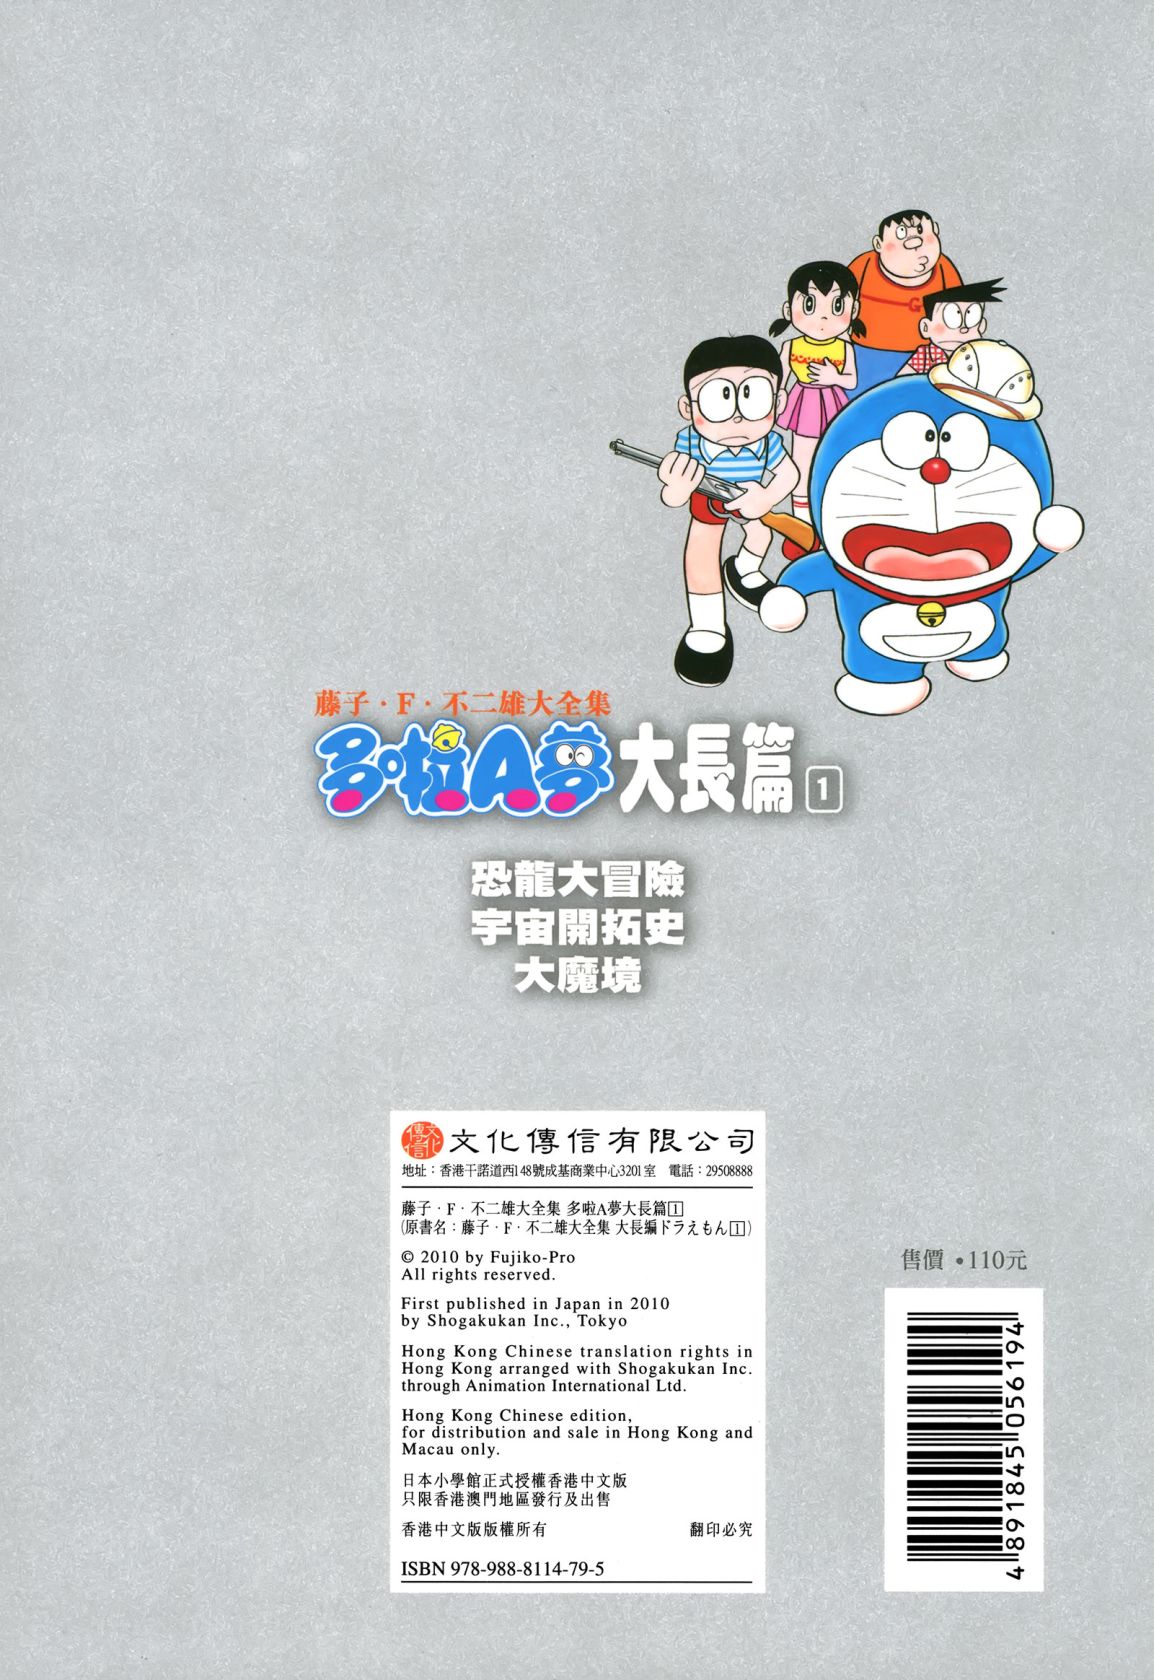 G
藤子・F・不二雄大全集
多啦A夢 大長篇 1
恐龍大冒險
宇宙開拓史
大魔境
文化傳信 文化傳信有限公司
地址：香港干諾道西148號成基商業中心3201室 電話：29508888
藤子・F・不二雄大全集 多啦A夢大長篇1
(原書名：藤子・F・不二雄大全集 大長編ドラえもん1)
© 2010 by Fujiko-Pro
All rights reserved.
First published in Japan in 2010
by Shogakukan Inc., Tokyo
Hong Kong Chinese translation rights in
Hong Kong arranged with Shogakukan Inc.
through Animation International Ltd.
Hong Kong Chinese edition,
for distribution and sale in Hong Kong and
Macau only.
日本小學館正式授權香港中文版
只限香港澳門地區發行及出售
香港中文版版權所有 翻印必究
ISBN 978-988-8114-79-5
售價・110元
4 891845 056194